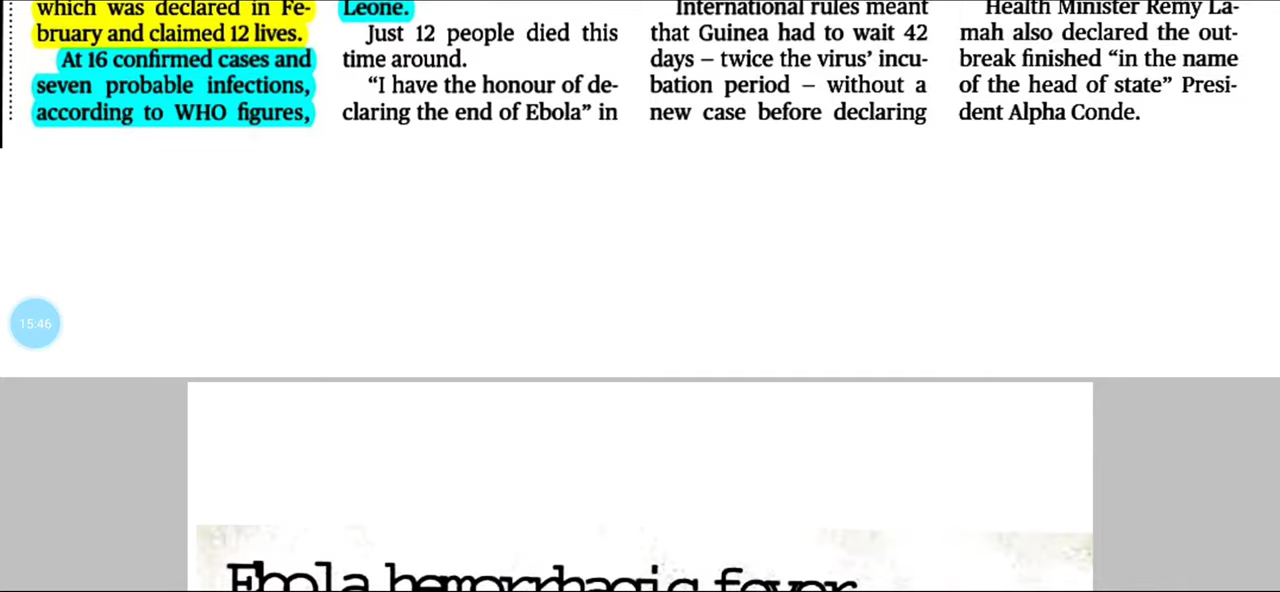 which was declared in Fe-
bruary and claimed 12 lives.
At 16 confirmed cases and
seven probable infections,
according to WHO figures,
Leone.
Just 12 people died this
time around.
“I have the honour of de-
claring the end of Ebola” in
International rules meant
that Guinea had to wait 42
days – twice the virus’ incu-
bation period – without a
new case before declaring
Health Minister Remy La-
mah also declared the out-
break finished “in the name
of the head of state” Presi-
dent Alpha Conde.
15:46
Ebola hemorrhagic fever